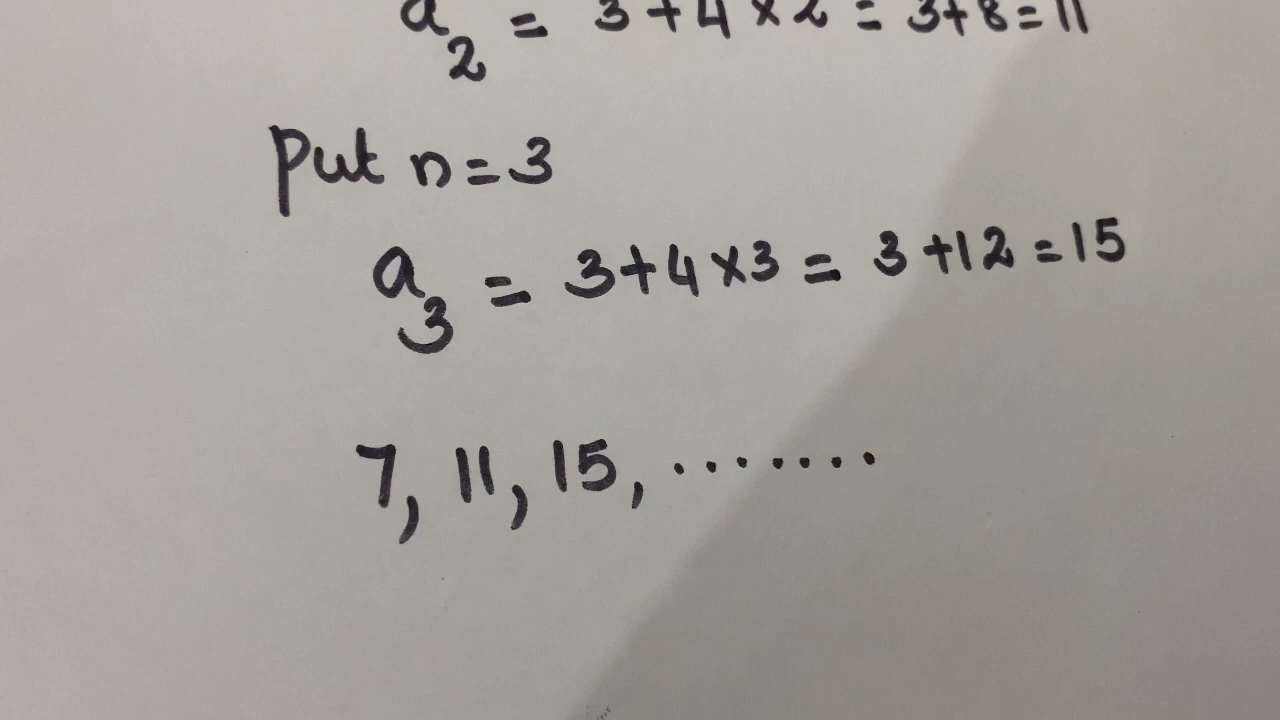 a₂ = 3+4×2 = 3+8=11
Put n=3
a₃ = 3+4×3 = 3+12=15
7, 11, 15, .......